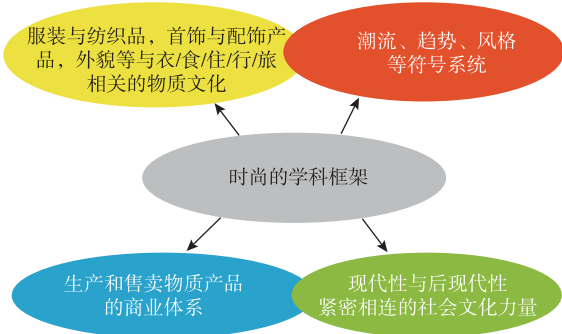 服装与纺织品，首饰与配饰产
品，外貌等与衣/食/住/行/旅
相关的物质文化
潮流、趋势、风格
等符号系统
时尚的学科框架
生产和售卖物质产品
的商业体系
现代性与后现代性
紧密相连的社会文化力量